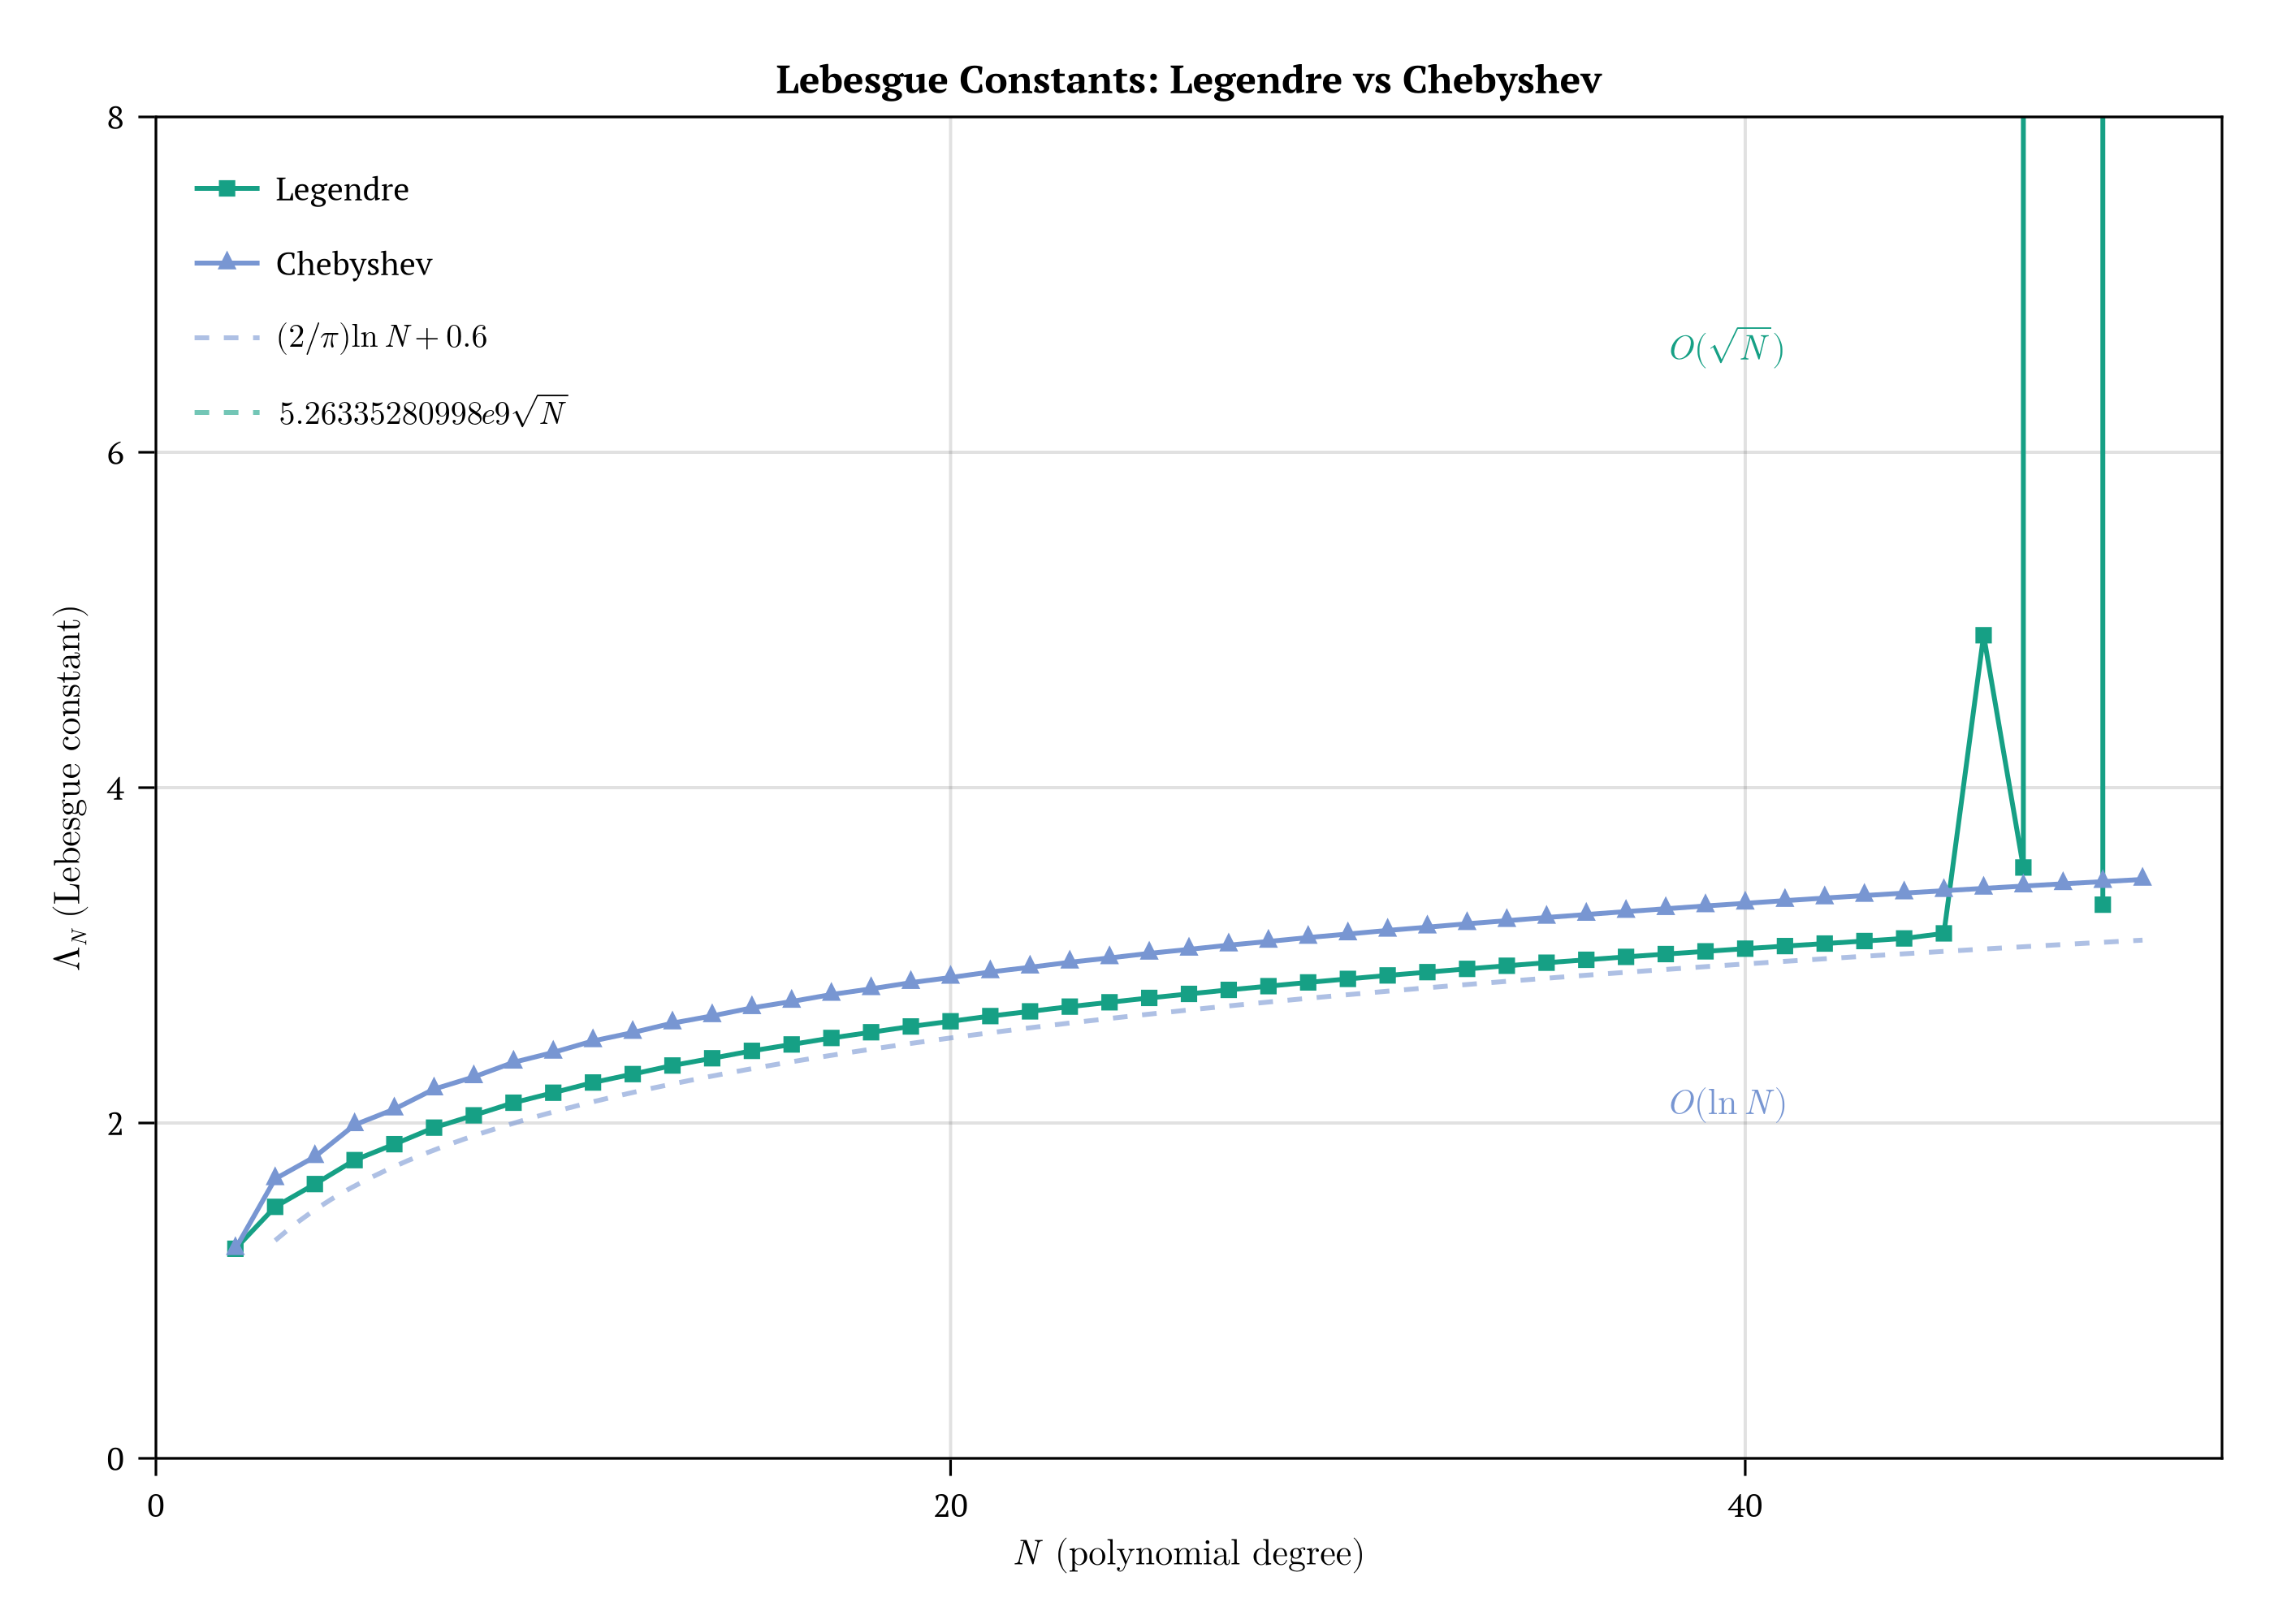 Lebesgue Constants: Legendre vs Chebyshev
8
Legendre
Chebyshev
(2/π)ln N + 0.6
5.26335280998e9√N
O(√N)
6
Λ_N (Lebesgue constant)
4
O(ln N)
2
0
0 20 40
N (polynomial degree)